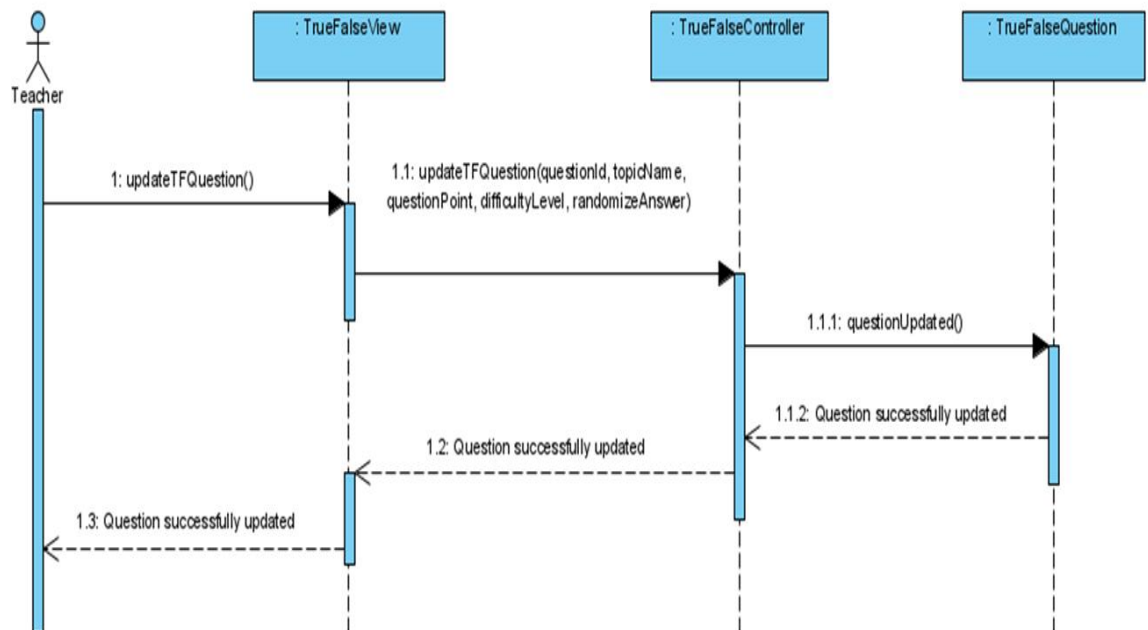 : TrueFalseView
: TrueFalseController
: TrueFalseQuestion
Teacher
1: updateTFQuestion()
1.1: updateTFQuestion(questionId, topicName,
questionPoint, difficultyLevel, randomizeAnswer)
1.1.1: questionUpdated()
1.1.2: Question successfully updated
1.2: Question successfully updated
1.3: Question successfully updated